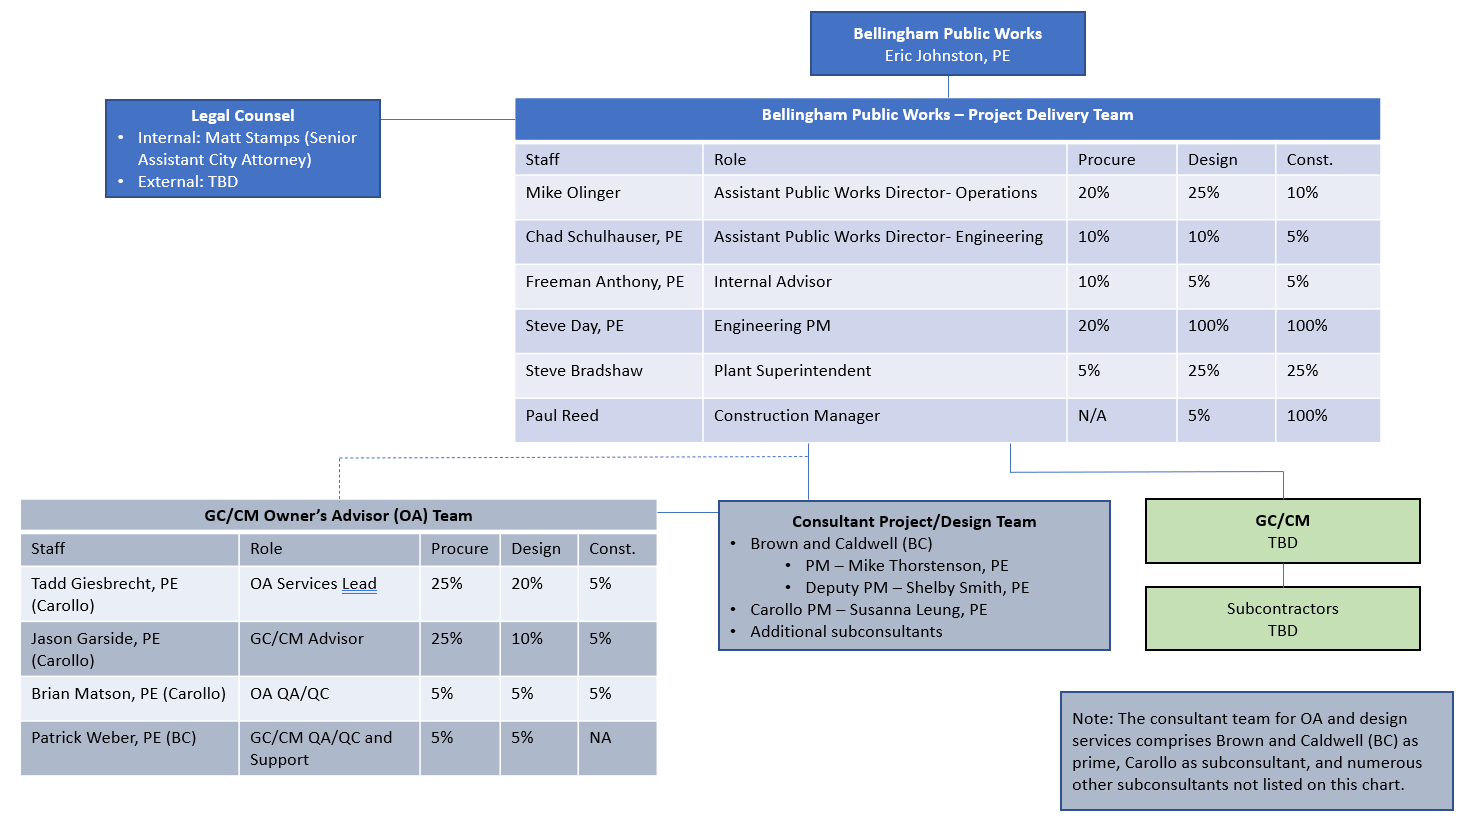 Bellingham Public Works
Eric Johnston, PE
Legal Counsel
• Internal: Matt Stamps (Senior
Assistant City Attorney)
• External: TBD
Bellingham Public Works – Project Delivery Team
Staff Role Procure Design Const.
Mike Olinger Assistant Public Works Director- Operations 20% 25% 10%
Chad Schulhauser, PE Assistant Public Works Director- Engineering 10% 10% 5%
Freeman Anthony, PE Internal Advisor 10% 5% 5%
Steve Day, PE Engineering PM 20% 100% 100%
Steve Bradshaw Plant Superintendent 5% 25% 25%
Paul Reed Construction Manager N/A 5% 100%
GC/CM Owner’s Advisor (OA) Team
Staff Role Procure Design Const.
Tadd Giesbrecht, PE OA Services Lead 25% 20% 5%
(Carollo)
Jason Garside, PE GC/CM Advisor 25% 10% 5%
(Carollo)
Brian Matson, PE (Carollo) OA QA/QC 5% 5% 5%
Patrick Weber, PE (BC) GC/CM QA/QC and 5% 5% NA
Support
Consultant Project/Design Team
• Brown and Caldwell (BC)
• PM – Mike Thorstenson, PE
• Deputy PM – Shelby Smith, PE
• Carollo PM – Susanna Leung, PE
• Additional subconsultants
GC/CM
TBD
Subcontractors
TBD
Note: The consultant team for OA and design
services comprises Brown and Caldwell (BC) as
prime, Carollo as subconsultant, and numerous
other subconsultants not listed on this chart.